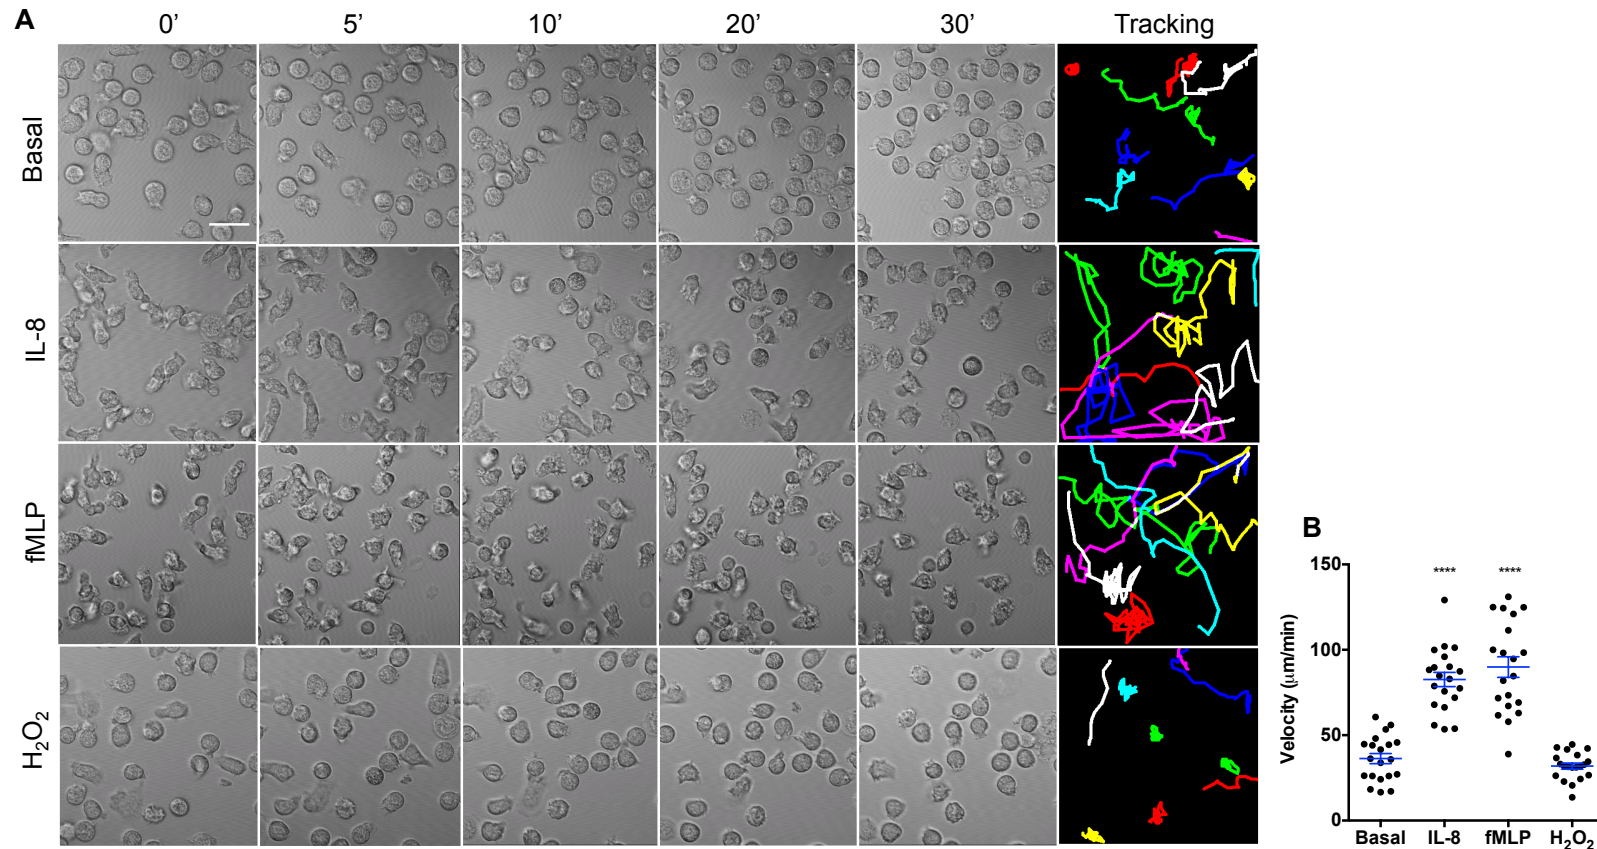 A
0’ 5’ 10’ 20’ 30’ Tracking
Basal
IL-8
fMLP
H₂O₂
B
Velocity (μm/min)
150
100
50
0
**** ****
Basal IL-8 fMLP H₂O₂